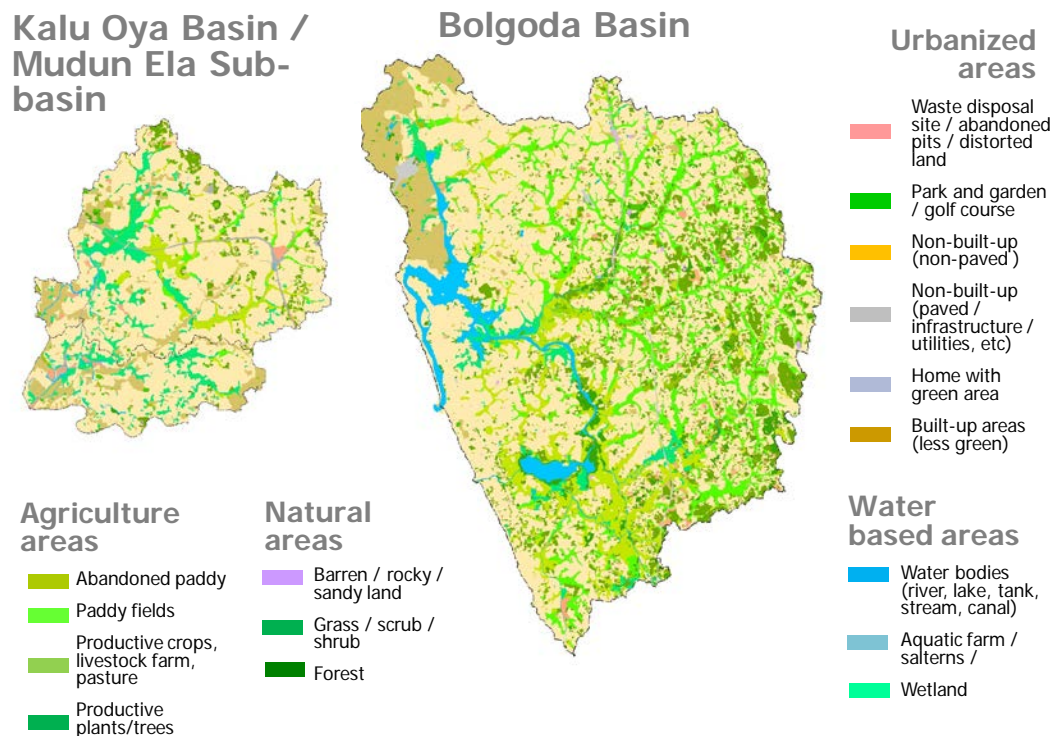 Kalu Oya Basin /
Mudun Ela Sub-
basin
Bolgoda Basin
Urbanized
areas
Waste disposal
site / abandoned
pits / distorted
land
Park and garden
/ golf course
Non-built-up
(non-paved)
Non-built-up
(paved /
infrastructure /
utilities, etc)
Home with
green area
Built-up areas
(less green)
Agriculture
areas
Abandoned paddy
Paddy fields
Productive crops,
livestock farm,
pasture
Productive
plants/trees
Natural
areas
Barren / rocky /
sandy land
Grass / scrub /
shrub
Forest
Water
based areas
Water bodies
(river, lake, tank,
stream, canal)
Aquatic farm /
salterns /
Wetland